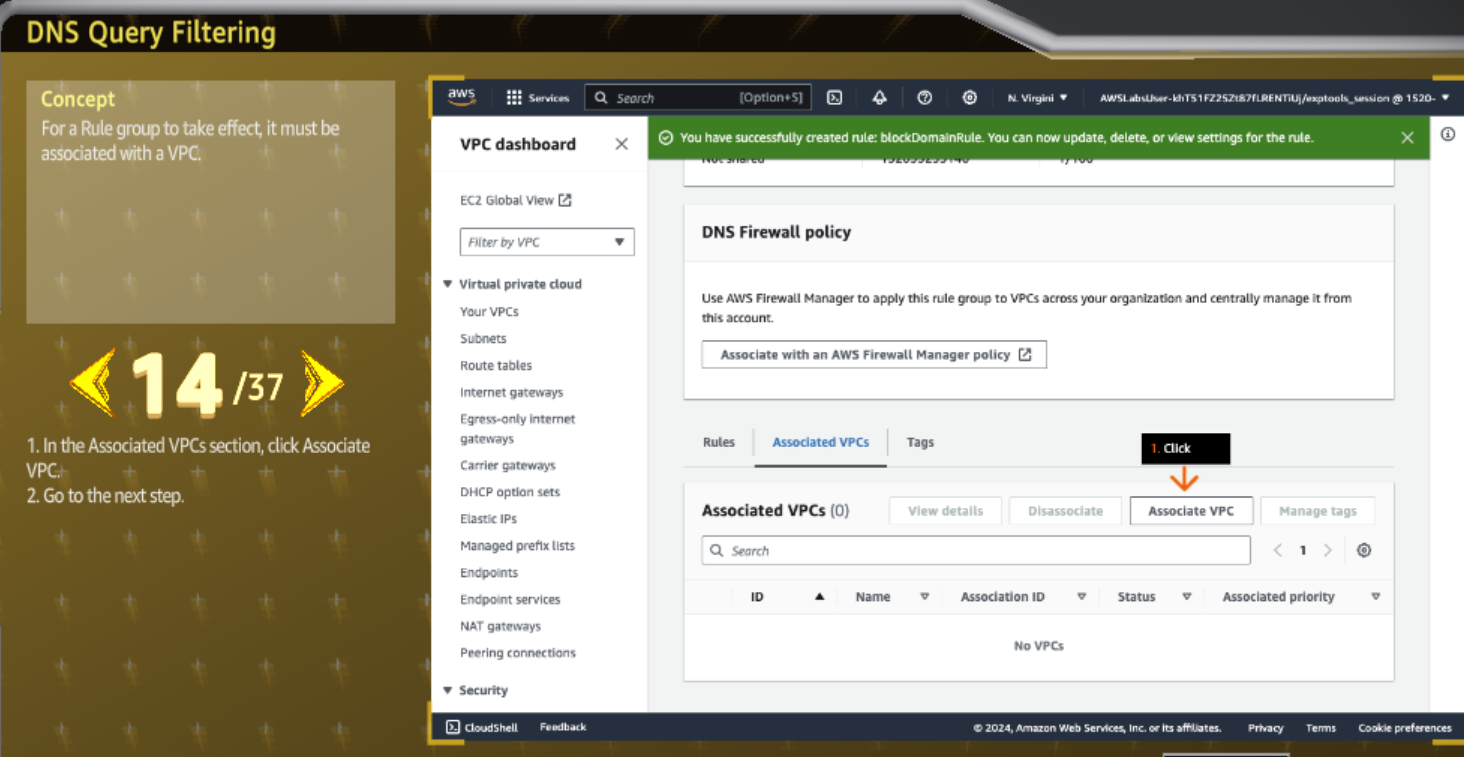 DNS Query Filtering
Concept
For a Rule group to take effect, it must be
associated with a VPC.
14 /37
1. In the Associated VPCs section, click Associate
VPC.
2. Go to the next step.
aws
Services
Search
[Option+S]
N. Virgini
VPC dashboard
You have successfully created rule: blockDomainRule. You can now update, delete, or view settings for the rule.
EC2 Global View
Filter by VPC
Virtual private cloud
Your VPCs
Subnets
Route tables
Internet gateways
Egress-only internet
gateways
Carrier gateways
DHCP option sets
Elastic IPs
Managed prefix lists
Endpoints
Endpoint services
NAT gateways
Peering connections
Security
DNS Firewall policy
Use AWS Firewall Manager to apply this rule group to VPCs across your organization and centrally manage it from
this account.
Associate with an AWS Firewall Manager policy
Rules
Associated VPCs
Tags
1. Click
Associated VPCs (0)
View details
Disassociate
Associate VPC
Manage tags
Search
1
ID
Name
Association ID
Status
Associated priority
No VPCs
CloudShell
Feedback
© 2024, Amazon Web Services, Inc. or its affiliates.
Privacy
Terms
Cookie preferences